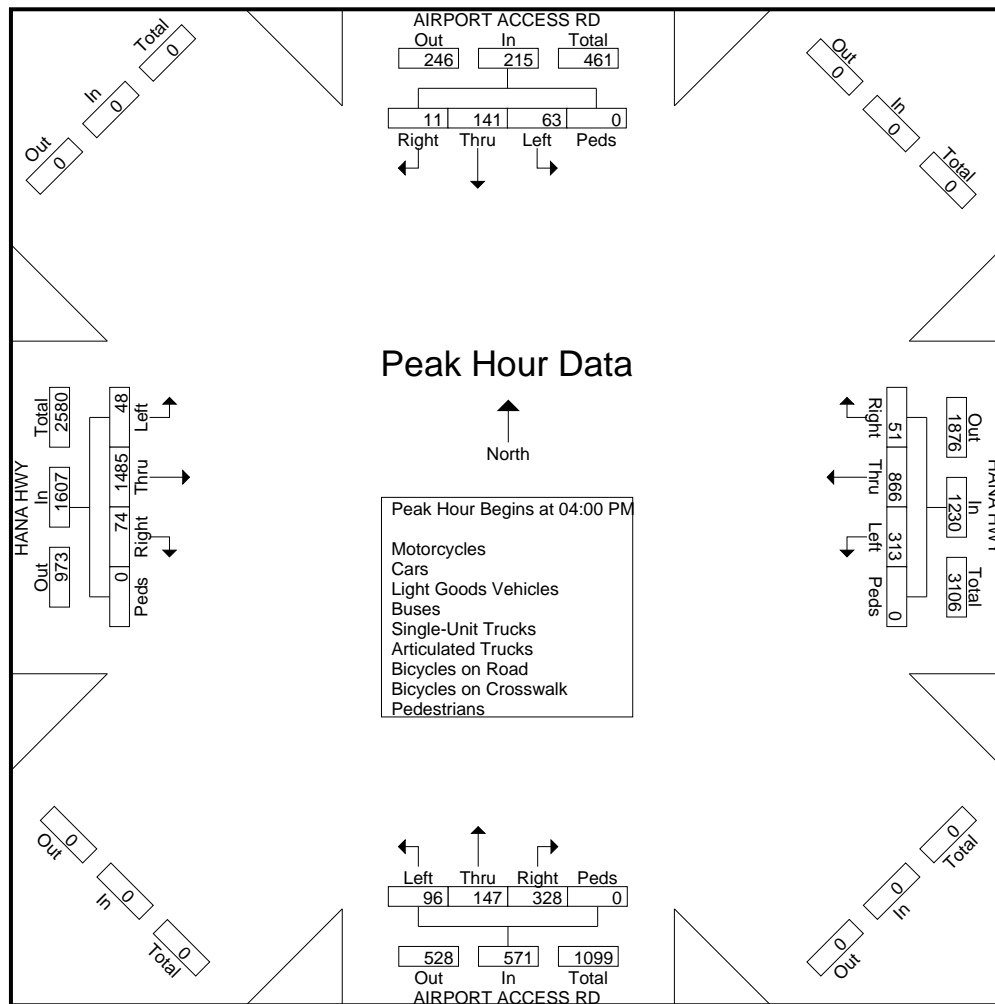 AIRPORT ACCESS RD
Out In Total
246 215 461
11 141 63 0
Right Thru Left Peds
Out In Total
0 0 0
Out In Total
0 0 0
Peak Hour Data
North
Peak Hour Begins at 04:00 PM
Motorcycles
Cars
Light Goods Vehicles
Buses
Single-Unit Trucks
Articulated Trucks
Bicycles on Road
Bicycles on Crosswalk
Pedestrians
HANA HWY
Out In Total
973 1607 2580
0 74 1485 48
Peds Right Thru Left
HANA HWY
Out In Total
1876 1230 3106
51 866 313 0
Right Thru Left Peds
Out In Total
0 0 0
Out In Total
0 0 0
Left Thru Right Peds
96 147 328 0
528 571 1099
Out In Total
AIRPORT ACCESS RD